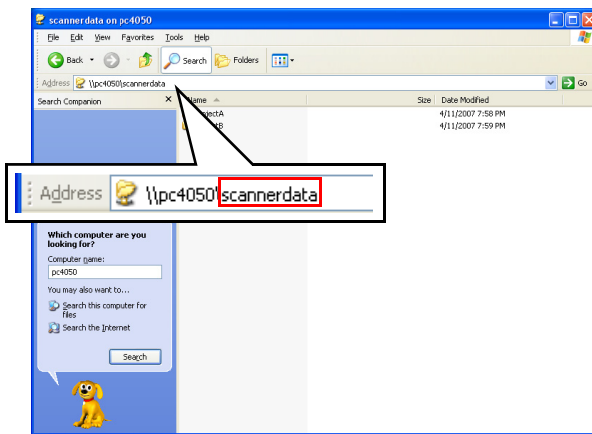 scannerdata on pc4050
File Edit View Favorites Tools Help
Back Search Folders
Address \\pc4050\scannerdata Go
Search Companion × Name Size Date Modified
4/11/2007 7:58 PM
4/11/2007 7:59 PM
Address \\pc4050\scannerdata
Which computer are you
looking for?
Computer name:
pc4050
You may also want to...
Search this computer for
files
Search the Internet
Search